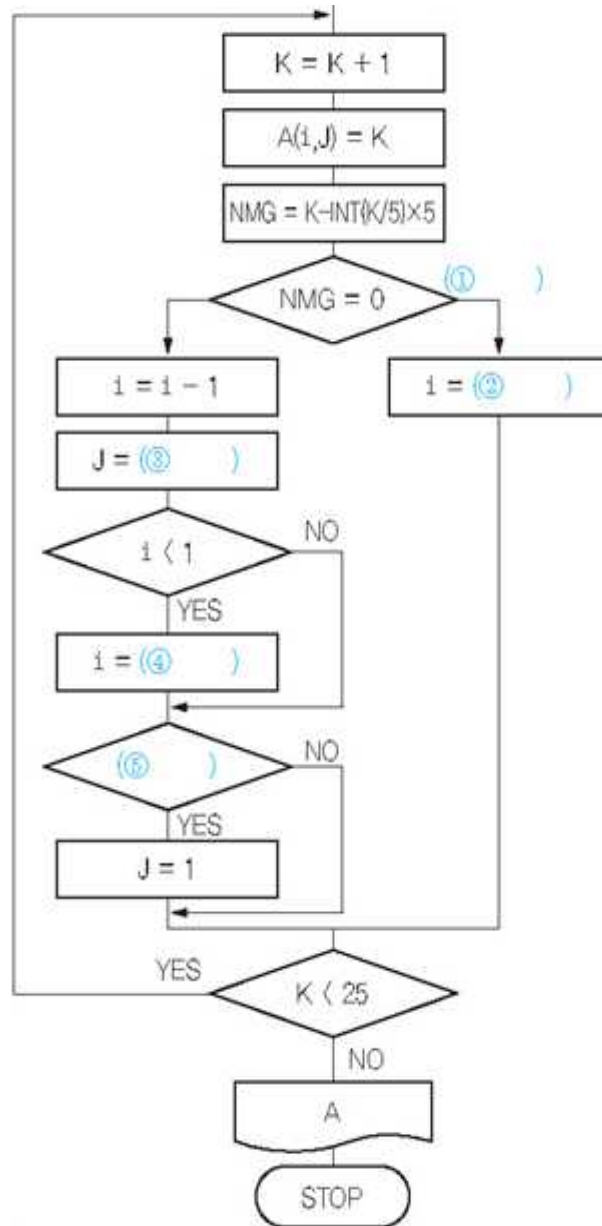 K = K + 1
A(i,J) = K
NMG = K-INT(K/5)×5
NMG = 0
(① )
i = i - 1
i = (② )
J = (③ )
i < 1
NO
YES
i = (④ )
(⑤ )
NO
YES
J = 1
YES
K < 25
NO
A
STOP